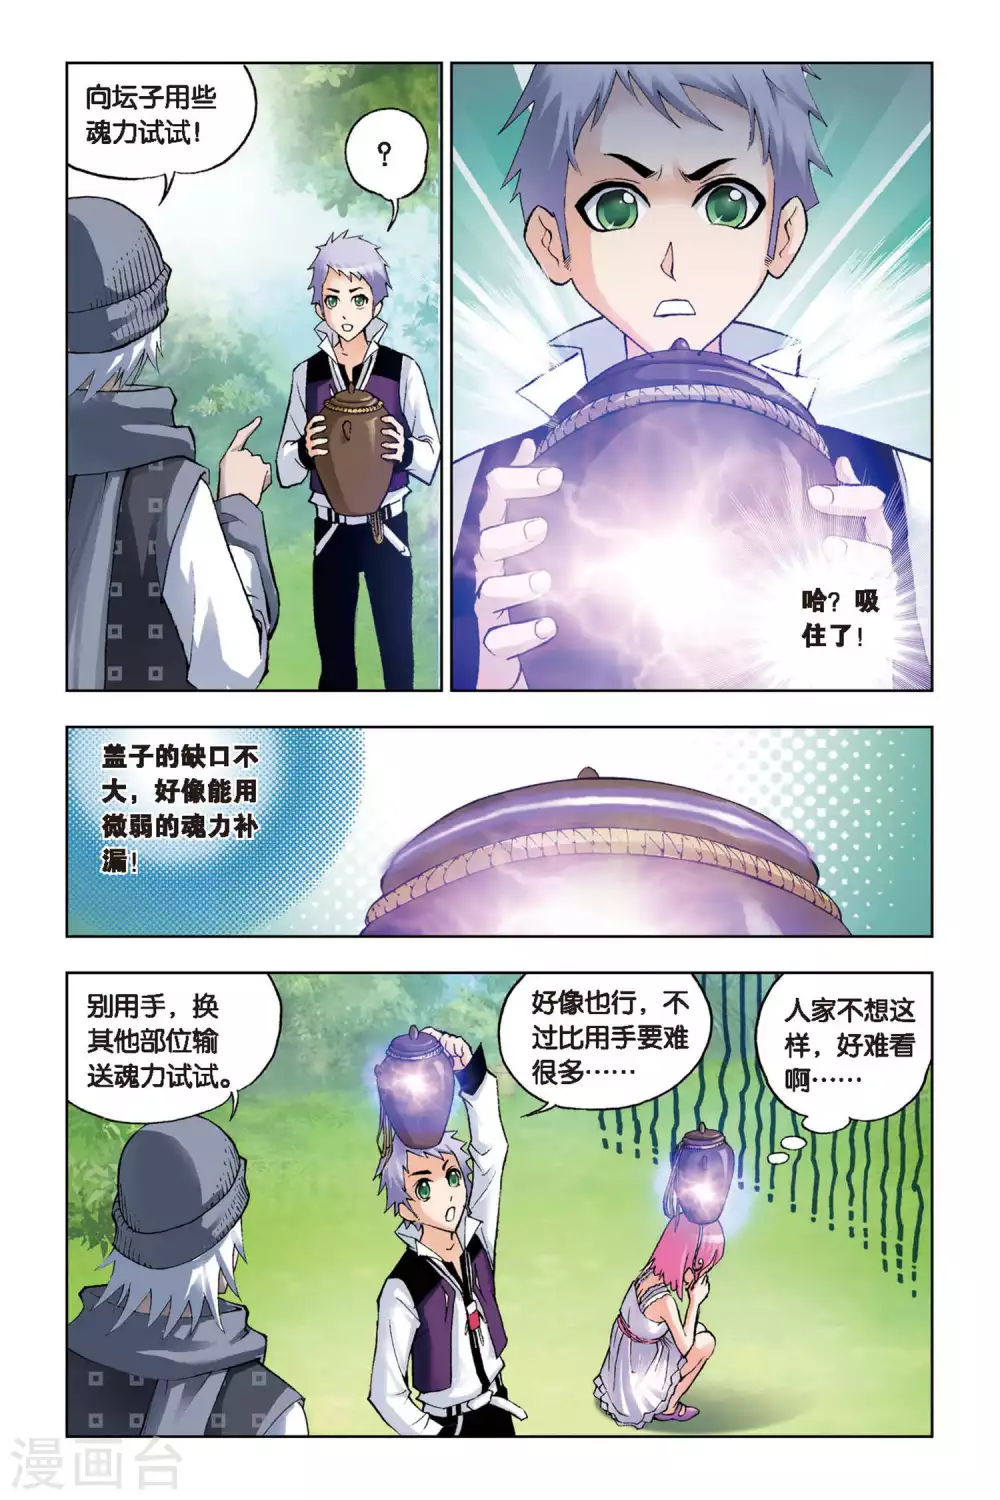 向坛子用些
魂力试试！
？
哈？吸
住了！
盖子的缺口不
大，好像能用
微弱的魂力补
漏！
别用手，换
其他部位输
送魂力试试。
好像也行，不
过比用手要难
很多……
人家不想这
样，好难看
啊……
漫画台